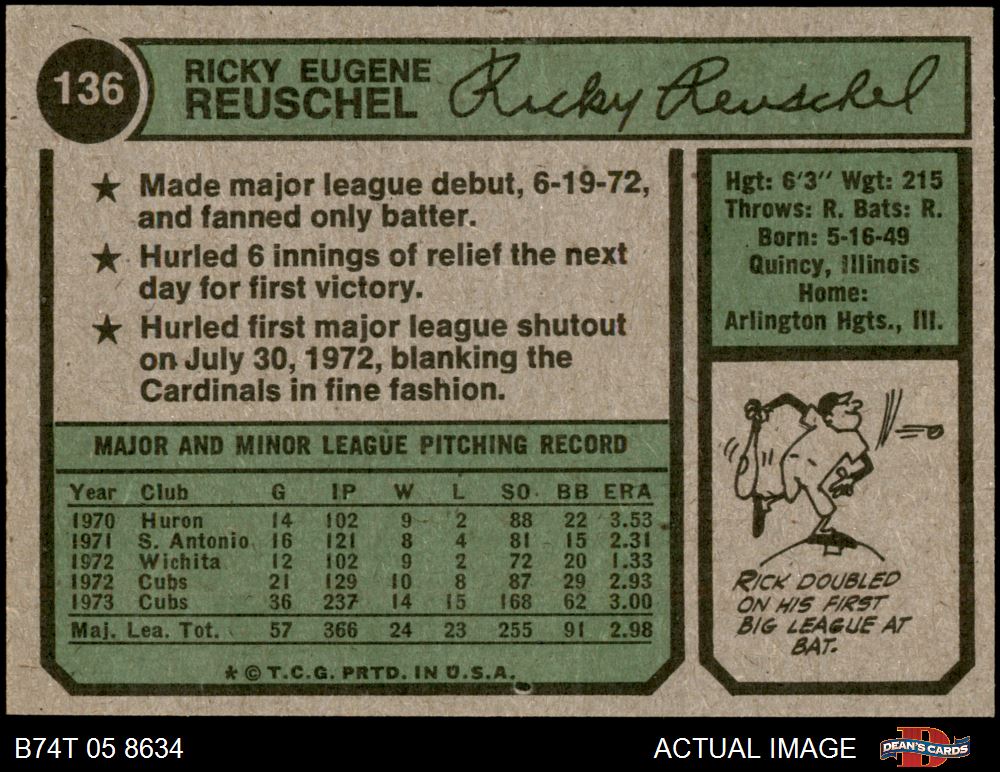 136
RICKY EUGENE
REUSCHEL
Ricky Reuschel
★ Made major league debut, 6-19-72,
and fanned only batter.
★ Hurled 6 innings of relief the next
day for first victory.
★ Hurled first major league shutout
on July 30, 1972, blanking the
Cardinals in fine fashion.
Hgt: 6'3" Wgt: 215
Throws: R. Bats: R.
Born: 5-16-49
Quincy, Illinois
Home:
Arlington Hgts., Ill.
MAJOR AND MINOR LEAGUE PITCHING RECORD
Year Club G IP W L SO BB ERA
1970 Huron 14 102 9 2 88 22 3.53
1971 S. Antonio 16 121 8 4 81 15 2.31
1972 Wichita 12 102 9 2 72 20 1.33
1972 Cubs 21 129 10 8 87 29 2.93
1973 Cubs 36 237 14 15 168 62 3.00
Maj. Lea. Tot. 57 366 24 23 255 91 2.98
* © T.C.G. PRTD. IN U.S.A.
RICK DOUBLED
ON HIS FIRST
BIG LEAGUE AT
BAT.
B74T 05 8634
ACTUAL IMAGE
D
DEAN'S CARDS